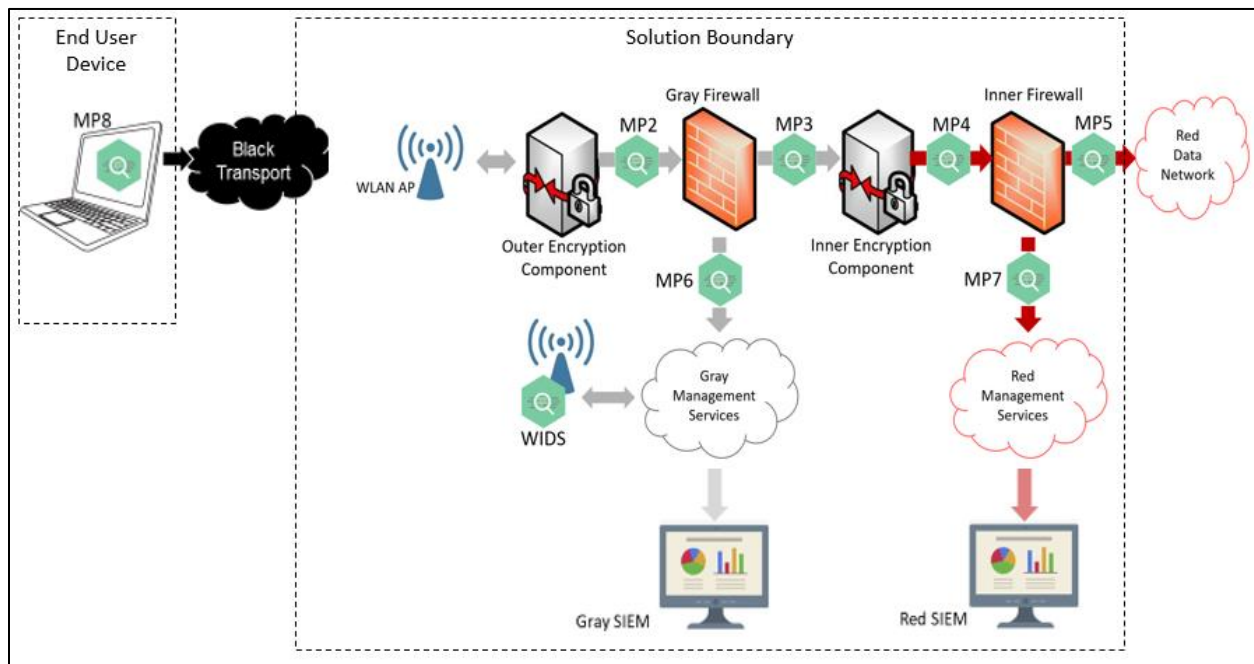 End User
Device
Solution Boundary
MP8
Black
Transport
WLAN AP
Outer Encryption
Component
MP2
Gray Firewall
MP3
Inner Encryption
Component
MP4
Inner Firewall
MP5
Red
Data
Network
MP6
MP7
WIDS
Gray
Management
Services
Red
Management
Services
Gray SIEM
Red SIEM